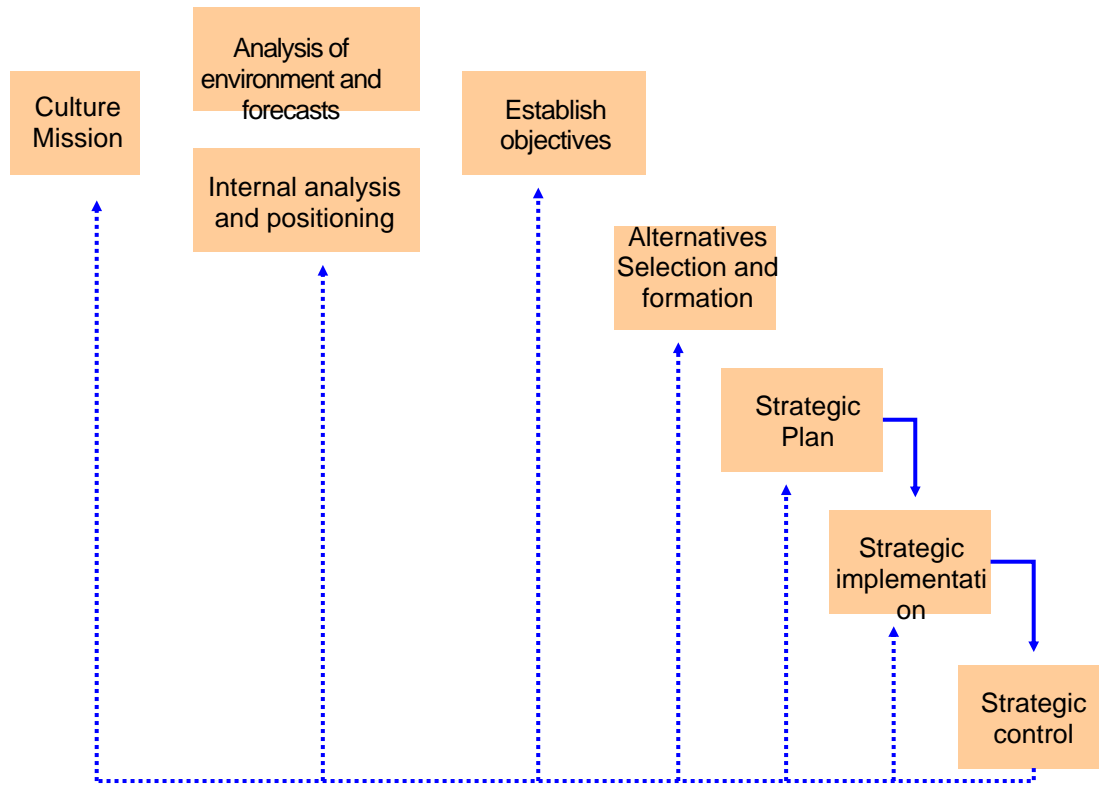 Culture
Mission
Analysis of
environment and
forecasts
Internal analysis
and positioning
Establish
objectives
Alternatives
Selection and
formation
Strategic
Plan
Strategic
implementati
on
Strategic
control